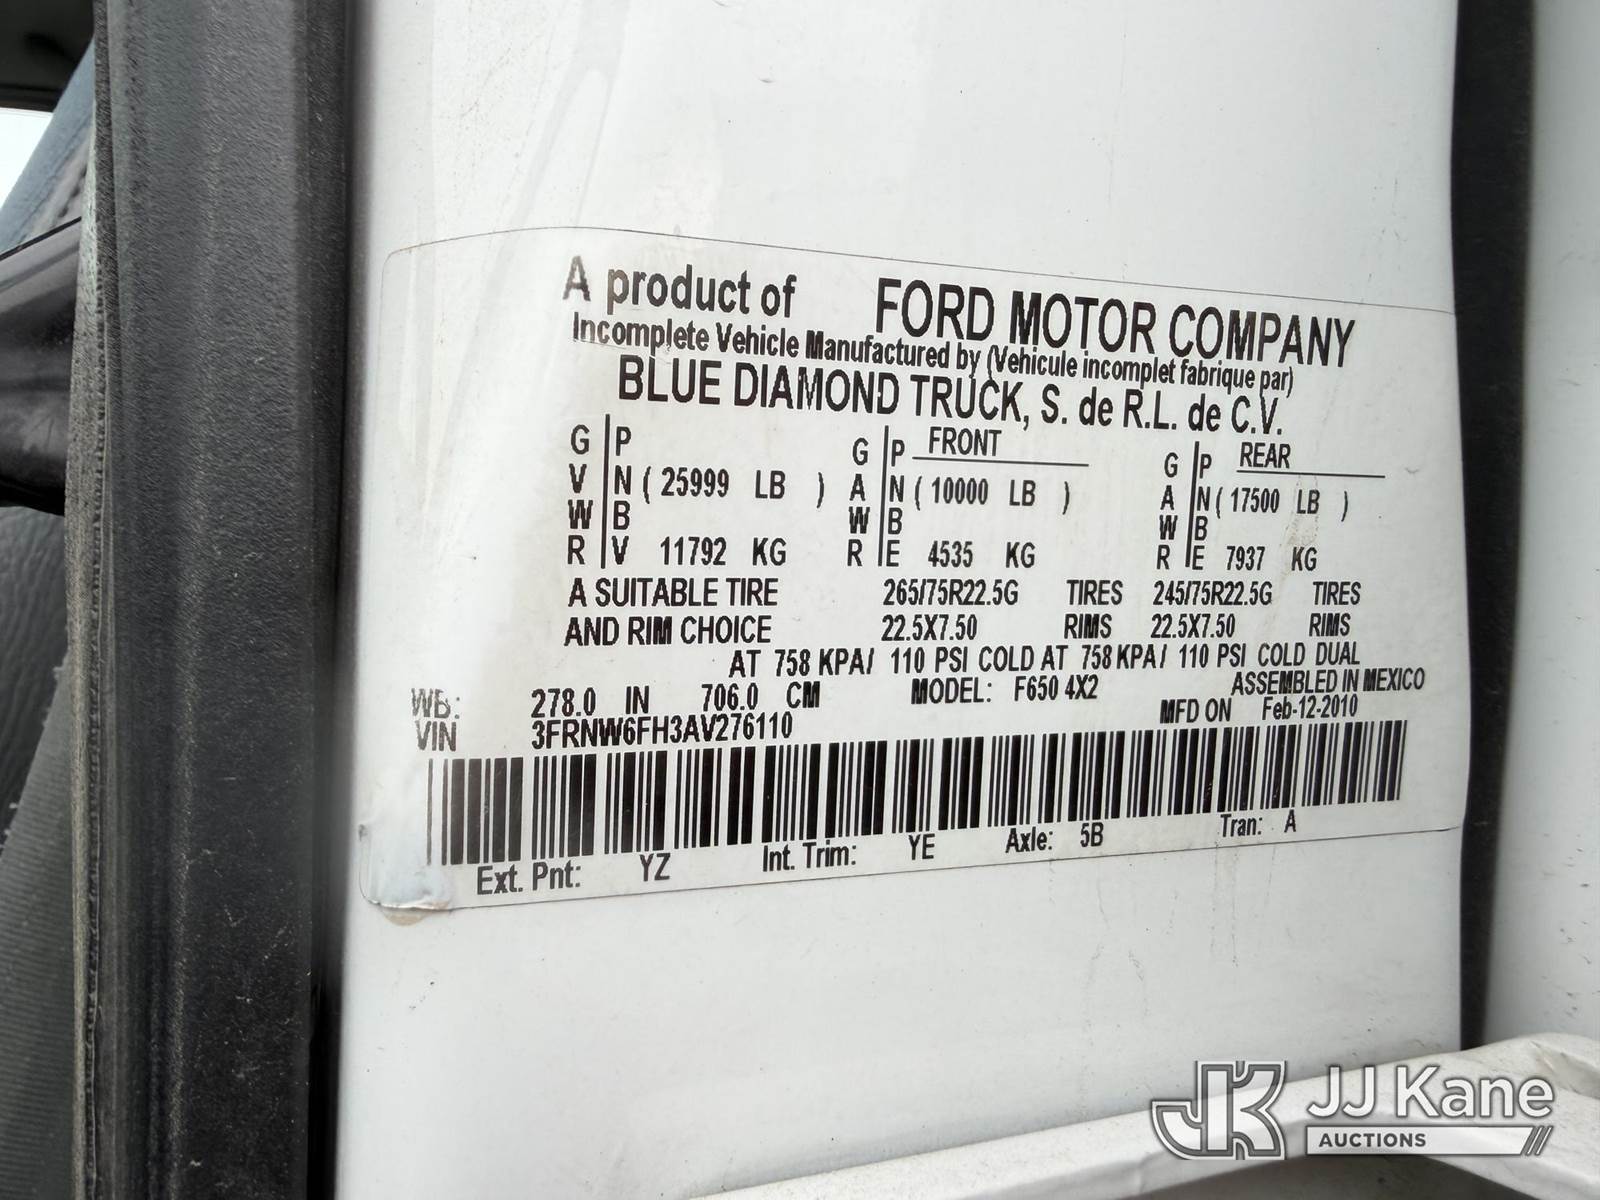 A product of FORD MOTOR COMPANY
Incomplete Vehicle Manufactured by (Vehicule incomplet fabrique par)
BLUE DIAMOND TRUCK, S. de R.L. de C.V.
G P G P FRONT G P REAR
V N ( 25999 LB ) A N ( 10000 LB ) A N ( 17500 LB )
W B W B W B
R V 11792 KG R E 4535 KG R E 7937 KG
A SUITABLE TIRE 265/75R22.5G TIRES 245/75R22.5G TIRES
AND RIM CHOICE 22.5X7.50 RIMS 22.5X7.50 RIMS
AT 758 KPA/ 110 PSI COLD AT 758 KPA/ 110 PSI COLD DUAL
WB: 278.0 IN 706.0 CM MODEL: F650 4X2 ASSEMBLED IN MEXICO
VIN 3FRNW6FH3AV276110 MFD ON Feb-12-2010
Ext. Pnt: YZ Int. Trim: YE Axle: 5B Tran: A
JK JJ Kane
AUCTIONS